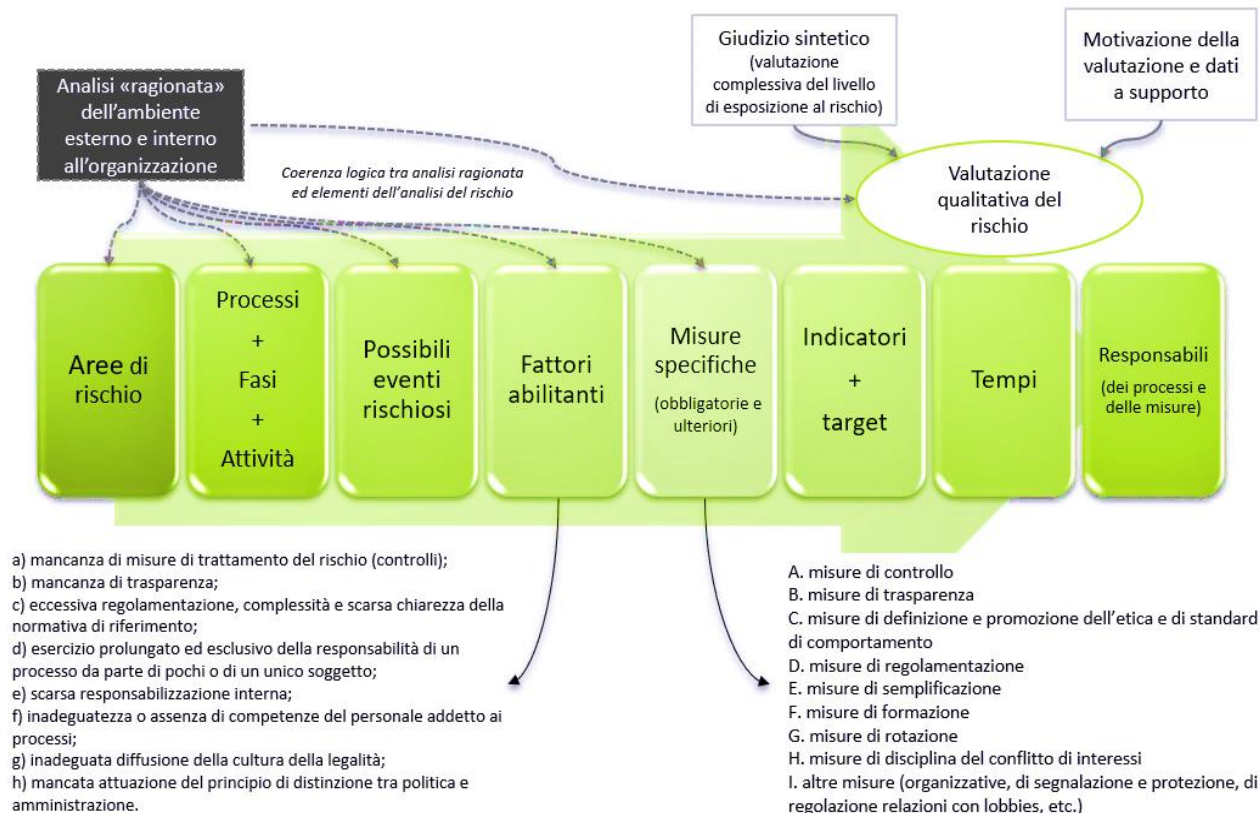 Giudizio sintetico
(valutazione
complessiva del livello
di esposizione al rischio)
Motivazione della
valutazione e dati
a supporto
Analisi «ragionata»
dell’ambiente
esterno e interno
all’organizzazione
Coerenza logica tra analisi ragionata
ed elementi dell’analisi del rischio
Valutazione
qualitativa del
rischio
Aree di
rischio
Processi
+
Fasi
+
Attività
Possibili
eventi
rischiosi
Fattori
abilitanti
Misure
specifiche
(obbligatorie e
ulteriori)
Indicatori
+
target
Tempi
Responsabili
(dei processi e
delle misure)
a) mancanza di misure di trattamento del rischio (controlli);
b) mancanza di trasparenza;
c) eccessiva regolamentazione, complessità e scarsa chiarezza della
normativa di riferimento;
d) esercizio prolungato ed esclusivo della responsabilità di un
processo da parte di pochi o di un unico soggetto;
e) scarsa responsabilizzazione interna;
f) inadeguatezza o assenza di competenze del personale addetto ai
processi;
g) inadeguata diffusione della cultura della legalità;
h) mancata attuazione del principio di distinzione tra politica e
amministrazione.
A. misure di controllo
B. misure di trasparenza
C. misure di definizione e promozione dell’etica e di standard
di comportamento
D. misure di regolamentazione
E. misure di semplificazione
F. misure di formazione
G. misure di rotazione
H. misure di disciplina del conflitto di interessi
I. altre misure (organizzative, di segnalazione e protezione, di
regolazione relazioni con lobbies, etc.)